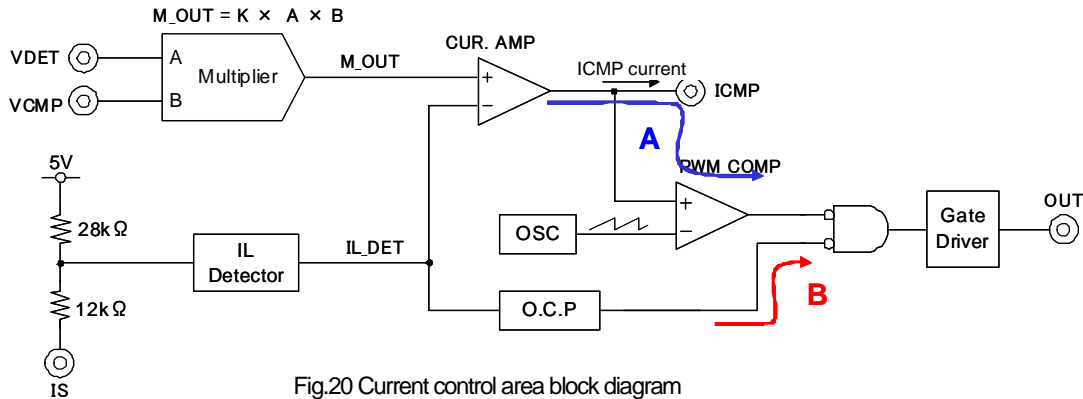 M_OUT = K × A × B
VDET
A
Multiplier
M_OUT
CUR. AMP
+
−
ICMP current
ICMP
VCMP
B
A
PWM COMP
5V
28kΩ
12kΩ
IS
IL
Detector
IL_DET
OSC
+
−
O.C.P
B
Gate
Driver
OUT
Fig.20 Current control area block diagram